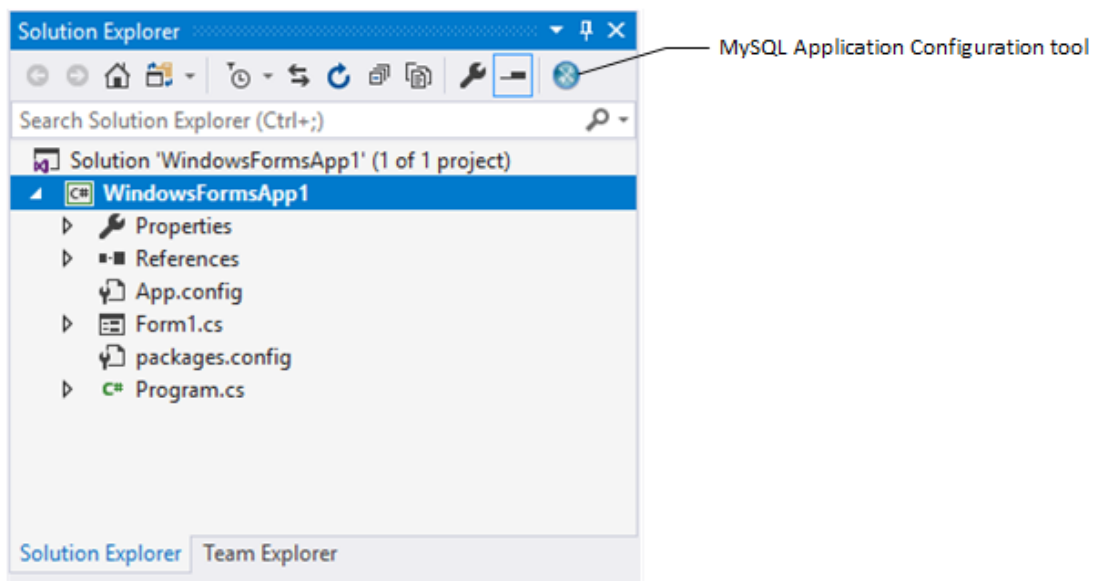 Solution Explorer
MySQL Application Configuration tool
Search Solution Explorer (Ctrl+;)
Solution 'WindowsFormsApp1' (1 of 1 project)
C# WindowsFormsApp1
Properties
References
App.config
Form1.cs
packages.config
C# Program.cs
Solution Explorer Team Explorer